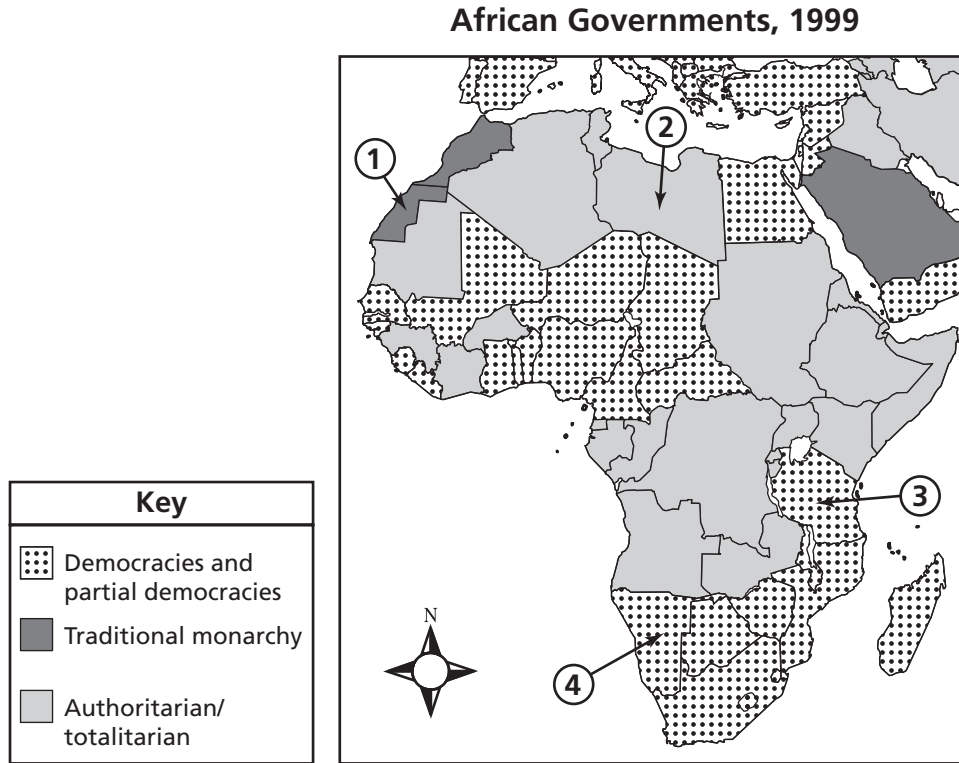 African Governments, 1999
1
2
3
4
N
Key
Democracies and
partial democracies
Traditional monarchy
Authoritarian/
totalitarian